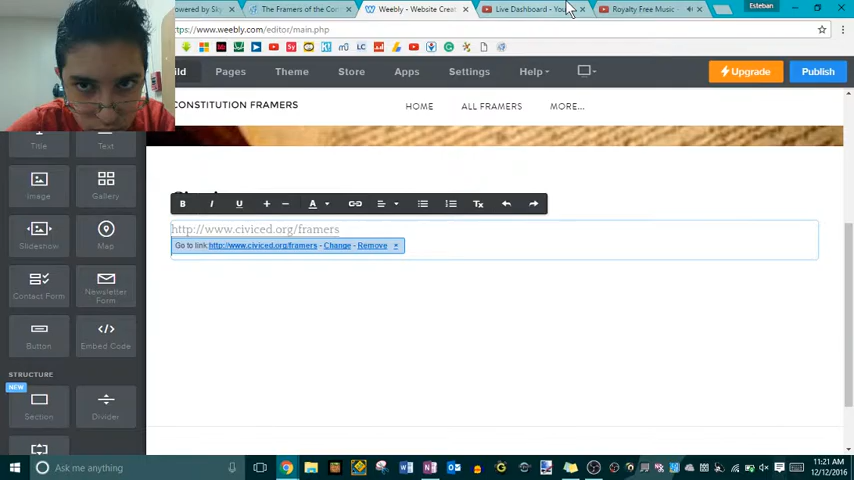 Esteban
owered by Sky
The Framers of the Con
Weebly - Website Creat
Live Dashboard - You
Royalty Free Music
www.weebly.com/editor/main.php
ild
Pages
Theme
Store
Apps
Settings
Help
Upgrade
Publish
CONSTITUTION FRAMERS
HOME
ALL FRAMERS
MORE...
Title
Text
Image
Gallery
B I U + − A Tx
http://www.civiced.org/framers
Go to link:http://www.civiced.org/framers - Change - Remove
Slideshow
Map
Contact Form
Newsletter
Form
Button
Embed Code
STRUCTURE
NEW
Section
Divider
Ask me anything
11:21 AM
12/12/2016